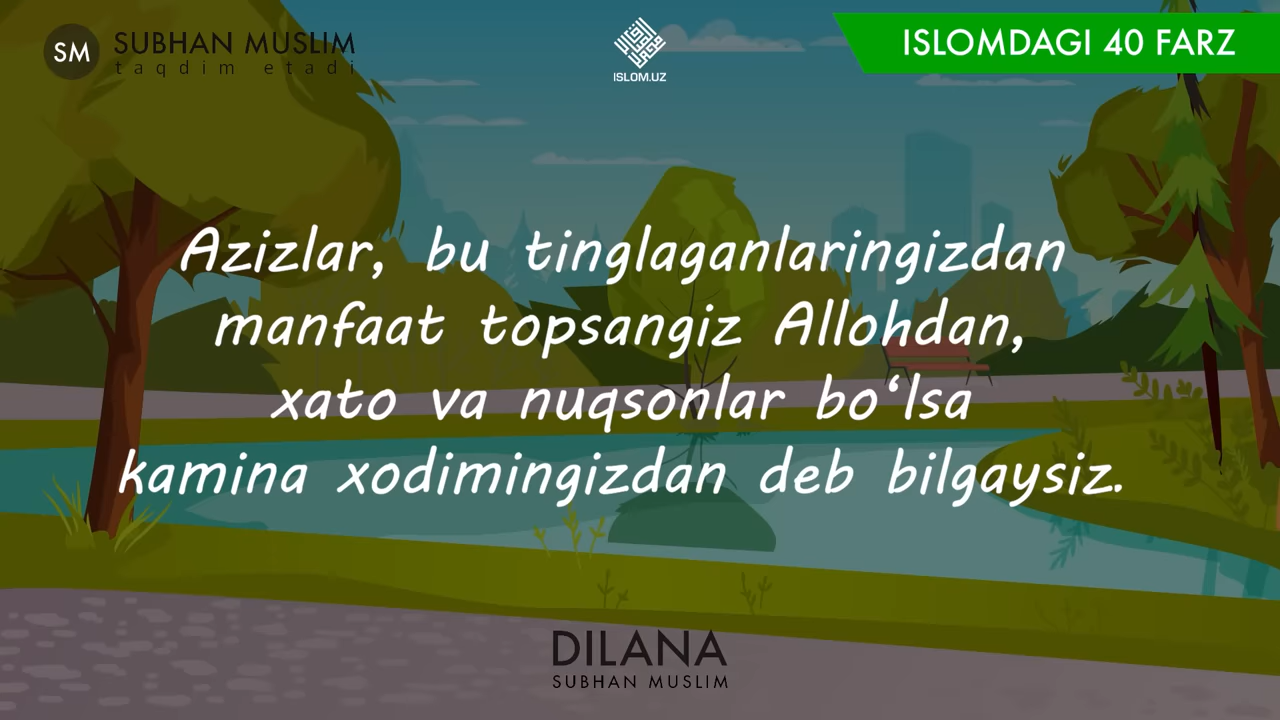 SM
SUBHAN MUSLIM
taqdim etadi
ISLOM.UZ
ISLOMDAGI 40 FARZ
Azizlar, bu tinglaganlaringizdan
manfaat topsangiz Allohdan,
xato va nuqsonlar bo‘lsa
kamina xodimingizdan deb bilgaysiz.
DILANA
SUBHAN MUSLIM